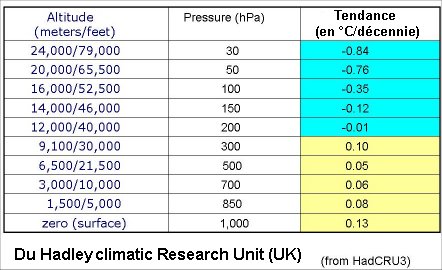 Altitude Pressure (hPa) Tendance
(meters/feet) (en °C/décennie)
24,000/79,000 30 -0.84
20,000/65,500 50 -0.76
16,000/52,500 100 -0.35
14,000/46,000 150 -0.12
12,000/40,000 200 -0.01
9,100/30,000 300 0.10
6,500/21,500 500 0.05
3,000/10,000 700 0.06
1,500/5,000 850 0.08
zero (surface) 1,000 0.13
Du Hadley climatic Research Unit (UK) (from HadCRU3)